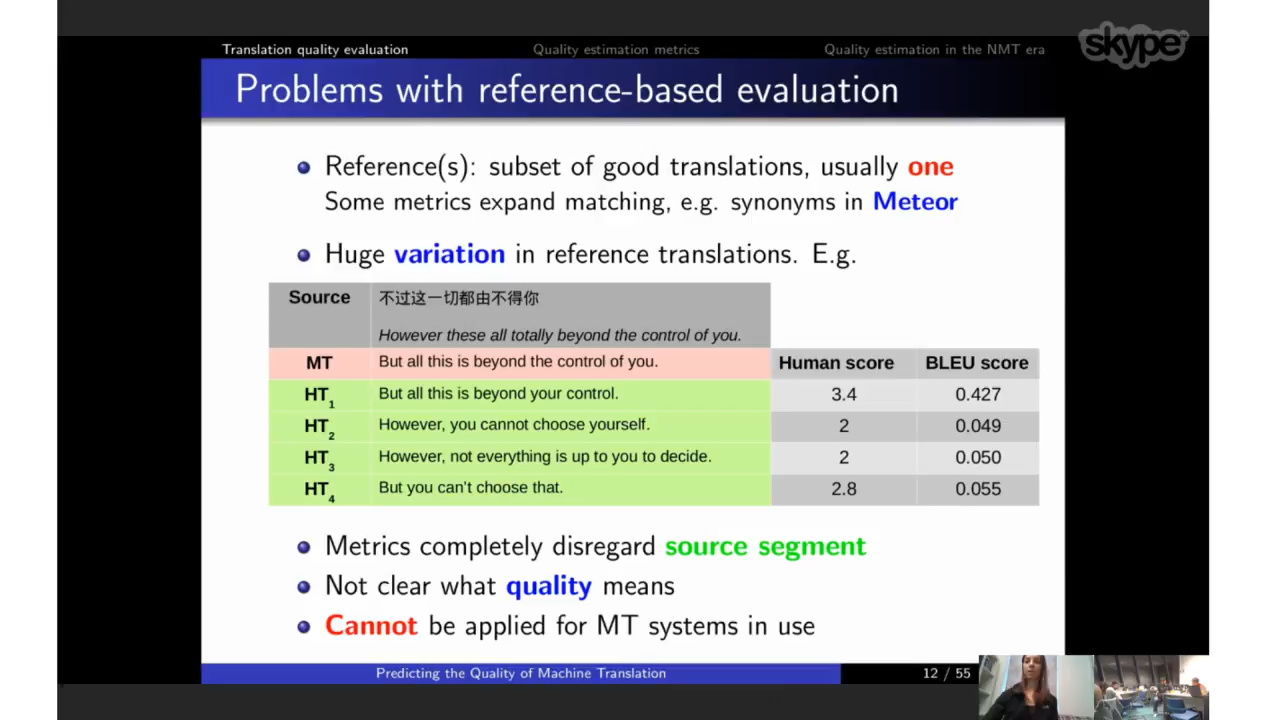 skype
Translation quality evaluation
Quality estimation metrics
Quality estimation in the NMT era
Problems with reference-based evaluation
Reference(s): subset of good translations, usually one
Some metrics expand matching, e.g. synonyms in Meteor
Huge variation in reference translations. E.g.
Source 不过这一切都由不得你
However these all totally beyond the control of you.
MT But all this is beyond the control of you. Human score BLEU score
HT1 But all this is beyond your control. 3.4 0.427
HT2 However, you cannot choose yourself. 2 0.049
HT3 However, not everything is up to you to decide. 2 0.050
HT4 But you can't choose that. 2.8 0.055
Metrics completely disregard source segment
Not clear what quality means
Cannot be applied for MT systems in use
Predicting the Quality of Machine Translation
12 / 55